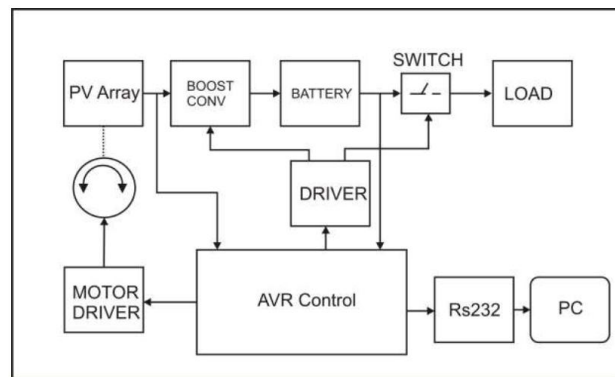 SWITCH
PV Array
BOOST
CONV
BATTERY
LOAD
DRIVER
MOTOR
DRIVER
AVR Control
Rs232
PC